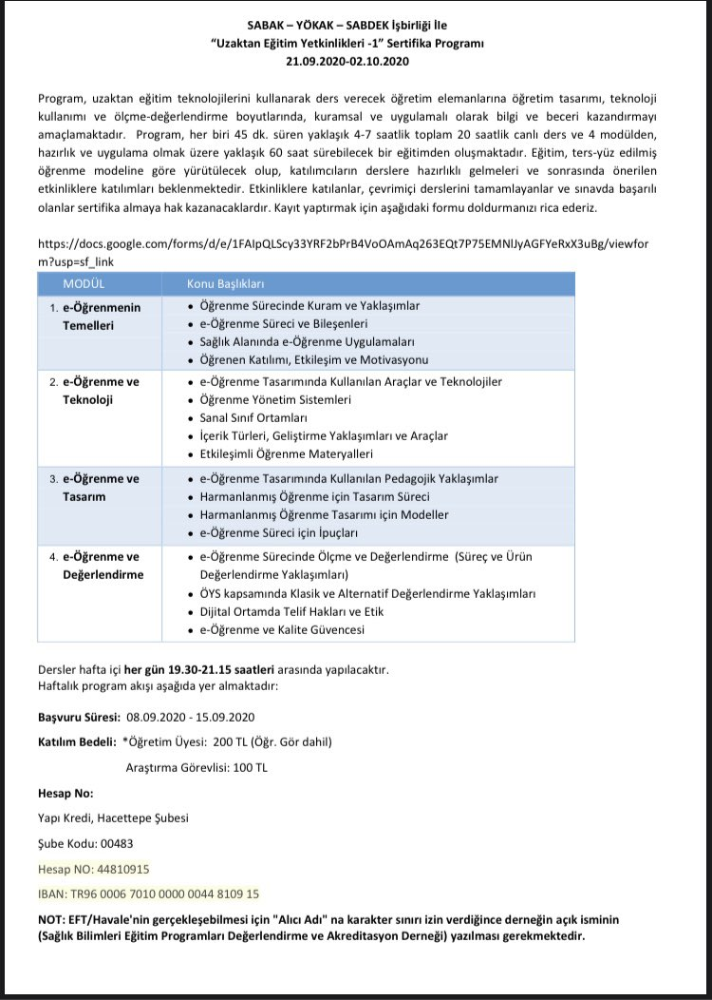 SABAK – YÖKAK – SABDEK İşbirliği İle
“Uzaktan Eğitim Yetkinlikleri -1” Sertifika Programı
21.09.2020-02.10.2020
Program, uzaktan eğitim teknolojilerini kullanarak ders verecek öğretim elemanlarına öğretim tasarımı, teknoloji
kullanımı ve ölçme-değerlendirme boyutlarında, kuramsal ve uygulamalı olarak bilgi ve beceri kazandırmayı
amaçlamaktadır. Program, her biri 45 dk. süren yaklaşık 4-7 saatlik toplam 20 saatlik canlı ders ve 4 modülden,
hazırlık ve uygulama olmak üzere yaklaşık 60 saat sürebilecek bir eğitimden oluşmaktadır. Eğitim, ters-yüz edilmiş
öğrenme modeline göre yürütülecek olup, katılımcıların derslere hazırlıklı gelmeleri ve sonrasında önerilen
etkinliklere katılımları beklenmektedir. Etkinliklere katılanlar, çevrimiçi derslerini tamamlayanlar ve sınavda başarılı
olanlar sertifika almaya hak kazanacaklardır. Kayıt yaptırmak için aşağıdaki formu doldurmanızı rica ederiz.
https://docs.google.com/forms/d/e/1FAIpQLScy33YRF2bPrB4VoOAmAq263EQt7P75EMNlJyAGFYeRxX3uBg/viewfor
m?usp=sf_link
MODÜL Konu Başlıkları
1. e-Öğrenmenin
Temelleri
• Öğrenme Sürecinde Kuram ve Yaklaşımlar
• e-Öğrenme Süreci ve Bileşenleri
• Sağlık Alanında e-Öğrenme Uygulamaları
• Öğrenen Katılımı, Etkileşim ve Motivasyonu
2. e-Öğrenme ve
Teknoloji
• e-Öğrenme Tasarımında Kullanılan Araçlar ve Teknolojiler
• Öğrenme Yönetim Sistemleri
• Sanal Sınıf Ortamları
• İçerik Türleri, Geliştirme Yaklaşımları ve Araçlar
• Etkileşimli Öğrenme Materyalleri
3. e-Öğrenme ve
Tasarım
• e-Öğrenme Tasarımında Kullanılan Pedagojik Yaklaşımlar
• Harmanlanmış Öğrenme için Tasarım Süreci
• Harmanlanmış Öğrenme Tasarımı için Modeller
• e-Öğrenme Süreci için İpuçları
4. e-Öğrenme ve
Değerlendirme
• e-Öğrenme Sürecinde Ölçme ve Değerlendirme (Süreç ve Ürün
Değerlendirme Yaklaşımları)
• ÖYS kapsamında Klasik ve Alternatif Değerlendirme Yaklaşımları
• Dijital Ortamda Telif Hakları ve Etik
• e-Öğrenme ve Kalite Güvencesi
Dersler hafta içi her gün 19.30-21.15 saatleri arasında yapılacaktır.
Haftalık program akışı aşağıda yer almaktadır:
Başvuru Süresi: 08.09.2020 - 15.09.2020
Katılım Bedeli: *Öğretim Üyesi: 200 TL (Öğr. Gör dahil)
Araştırma Görevlisi: 100 TL
Hesap No:
Yapı Kredi, Hacettepe Şubesi
Şube Kodu: 00483
Hesap NO: 44810915
IBAN: TR96 0006 7010 0000 0044 8109 15
NOT: EFT/Havale'nin gerçekleşebilmesi için "Alıcı Adı" na karakter sınırı izin verdiğince derneğin açık isminin
(Sağlık Bilimleri Eğitim Programları Değerlendirme ve Akreditasyon Derneği) yazılması gerekmektedir.